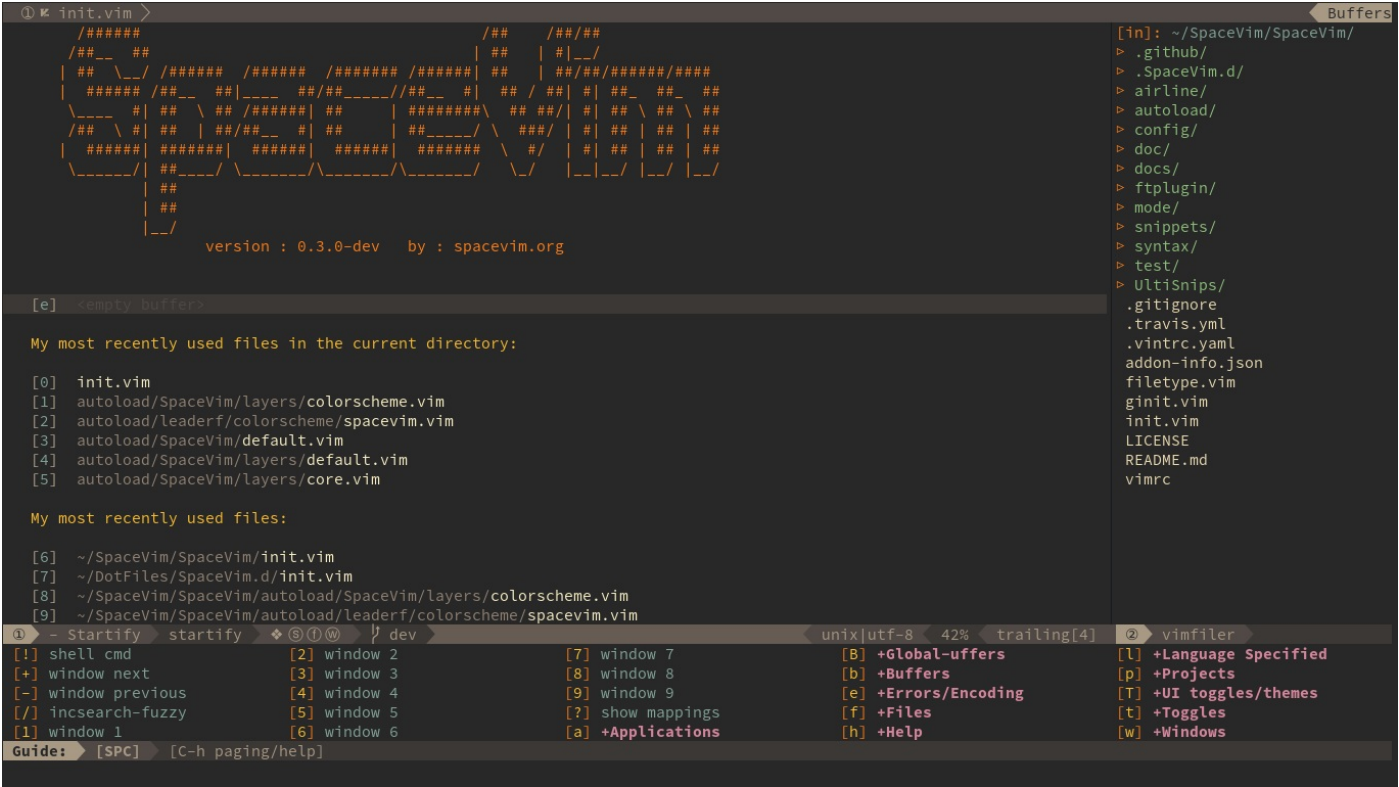 ① init.vim
Buffers
version : 0.3.0-dev by : spacevim.org
[e] <empty buffer>
My most recently used files in the current directory:
[0] init.vim
[1] autoload/SpaceVim/layers/colorscheme.vim
[2] autoload/leaderf/colorscheme/spacevim.vim
[3] autoload/SpaceVim/default.vim
[4] autoload/SpaceVim/layers/default.vim
[5] autoload/SpaceVim/layers/core.vim
My most recently used files:
[6] ~/SpaceVim/SpaceVim/init.vim
[7] ~/DotFiles/SpaceVim.d/init.vim
[8] ~/SpaceVim/SpaceVim/autoload/SpaceVim/layers/colorscheme.vim
[9] ~/SpaceVim/SpaceVim/autoload/leaderf/colorscheme/spacevim.vim
[in]: ~/SpaceVim/SpaceVim/
▹ .github/
▹ .SpaceVim.d/
▹ airline/
▹ autoload/
▹ config/
▹ doc/
▹ docs/
▹ ftplugin/
▹ mode/
▹ snippets/
▹ syntax/
▹ test/
▹ UltiSnips/
.gitignore
.travis.yml
.vintrc.yaml
addon-info.json
filetype.vim
ginit.vim
init.vim
LICENSE
README.md
vimrc
① - Startify startify ❖ ⓢⓕⓦ dev unix|utf-8 42% trailing[4] ② vimfiler
[!] shell cmd [2] window 2 [7] window 7 [B] +Global-uffers [l] +Language Specified
[+] window next [3] window 3 [8] window 8 [b] +Buffers [p] +Projects
[-] window previous [4] window 4 [9] window 9 [e] +Errors/Encoding [T] +UI toggles/themes
[/] incsearch-fuzzy [5] window 5 [?] show mappings [f] +Files [t] +Toggles
[1] window 1 [6] window 6 [a] +Applications [h] +Help [w] +Windows
Guide: [SPC] [C-h paging/help]